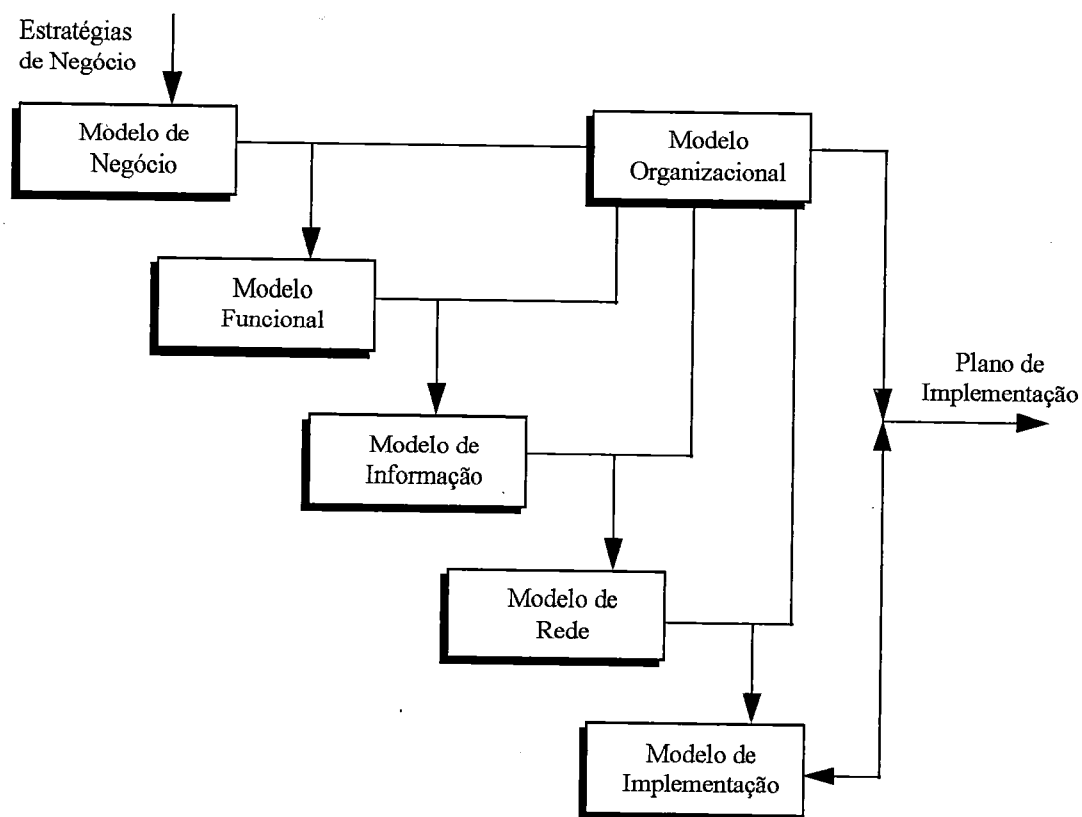 Estratégias
de Negócio
Modelo de
Negócio
Modelo
Organizacional
Modelo
Funcional
Plano de
Implementação
Modelo de
Informação
Modelo de
Rede
Modelo de
Implementação